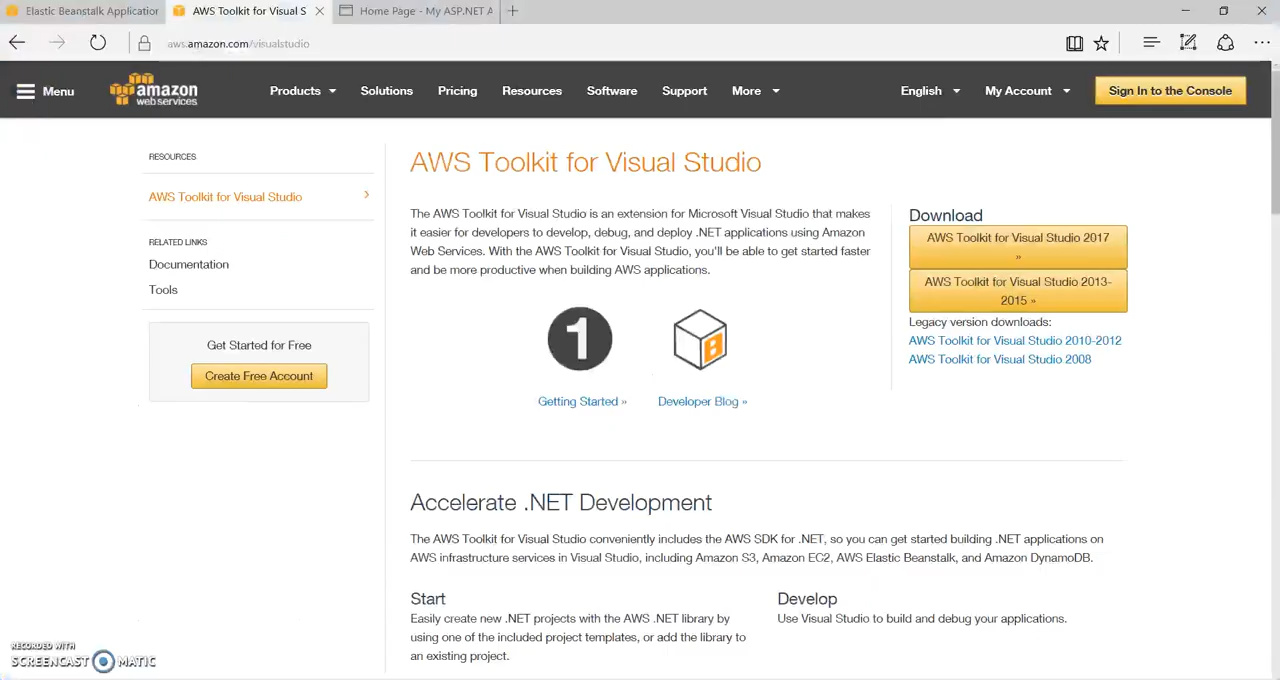 Elastic Beanstalk Application
AWS Toolkit for Visual S
Home Page - My ASP.NET A
aws.amazon.com/visualstudio
Menu
amazon
web services
Products
Solutions
Pricing
Resources
Software
Support
More
English
My Account
Sign In to the Console
RESOURCES
AWS Toolkit for Visual Studio
RELATED LINKS
Documentation
Tools
Get Started for Free
Create Free Account
AWS Toolkit for Visual Studio
The AWS Toolkit for Visual Studio is an extension for Microsoft Visual Studio that makes
it easier for developers to develop, debug, and deploy .NET applications using Amazon
Web Services. With the AWS Toolkit for Visual Studio, you'll be able to get started faster
and be more productive when building AWS applications.
1
Getting Started »
B
Developer Blog »
Download
AWS Toolkit for Visual Studio 2017
»
AWS Toolkit for Visual Studio 2013-
2015 »
Legacy version downloads:
AWS Toolkit for Visual Studio 2010-2012
AWS Toolkit for Visual Studio 2008
Accelerate .NET Development
The AWS Toolkit for Visual Studio conveniently includes the AWS SDK for .NET, so you can get started building .NET applications on
AWS infrastructure services in Visual Studio, including Amazon S3, Amazon EC2, AWS Elastic Beanstalk, and Amazon DynamoDB.
Start
Easily create new .NET projects with the AWS .NET library by
using one of the included project templates, or add the library to
an existing project.
Develop
Use Visual Studio to build and debug your applications.
RECORDED WITH
SCREENCAST MATIC